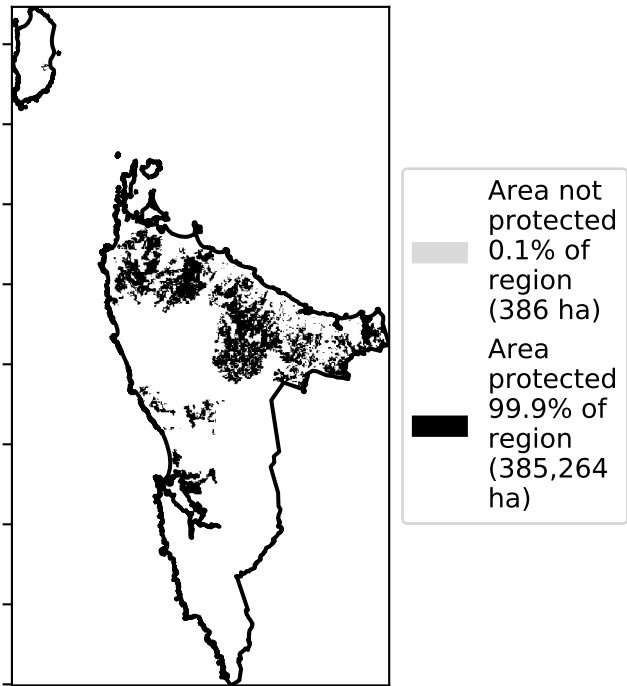 Area not
protected
0.1% of
region
(386 ha)
Area
protected
99.9% of
region
(385,264
ha)